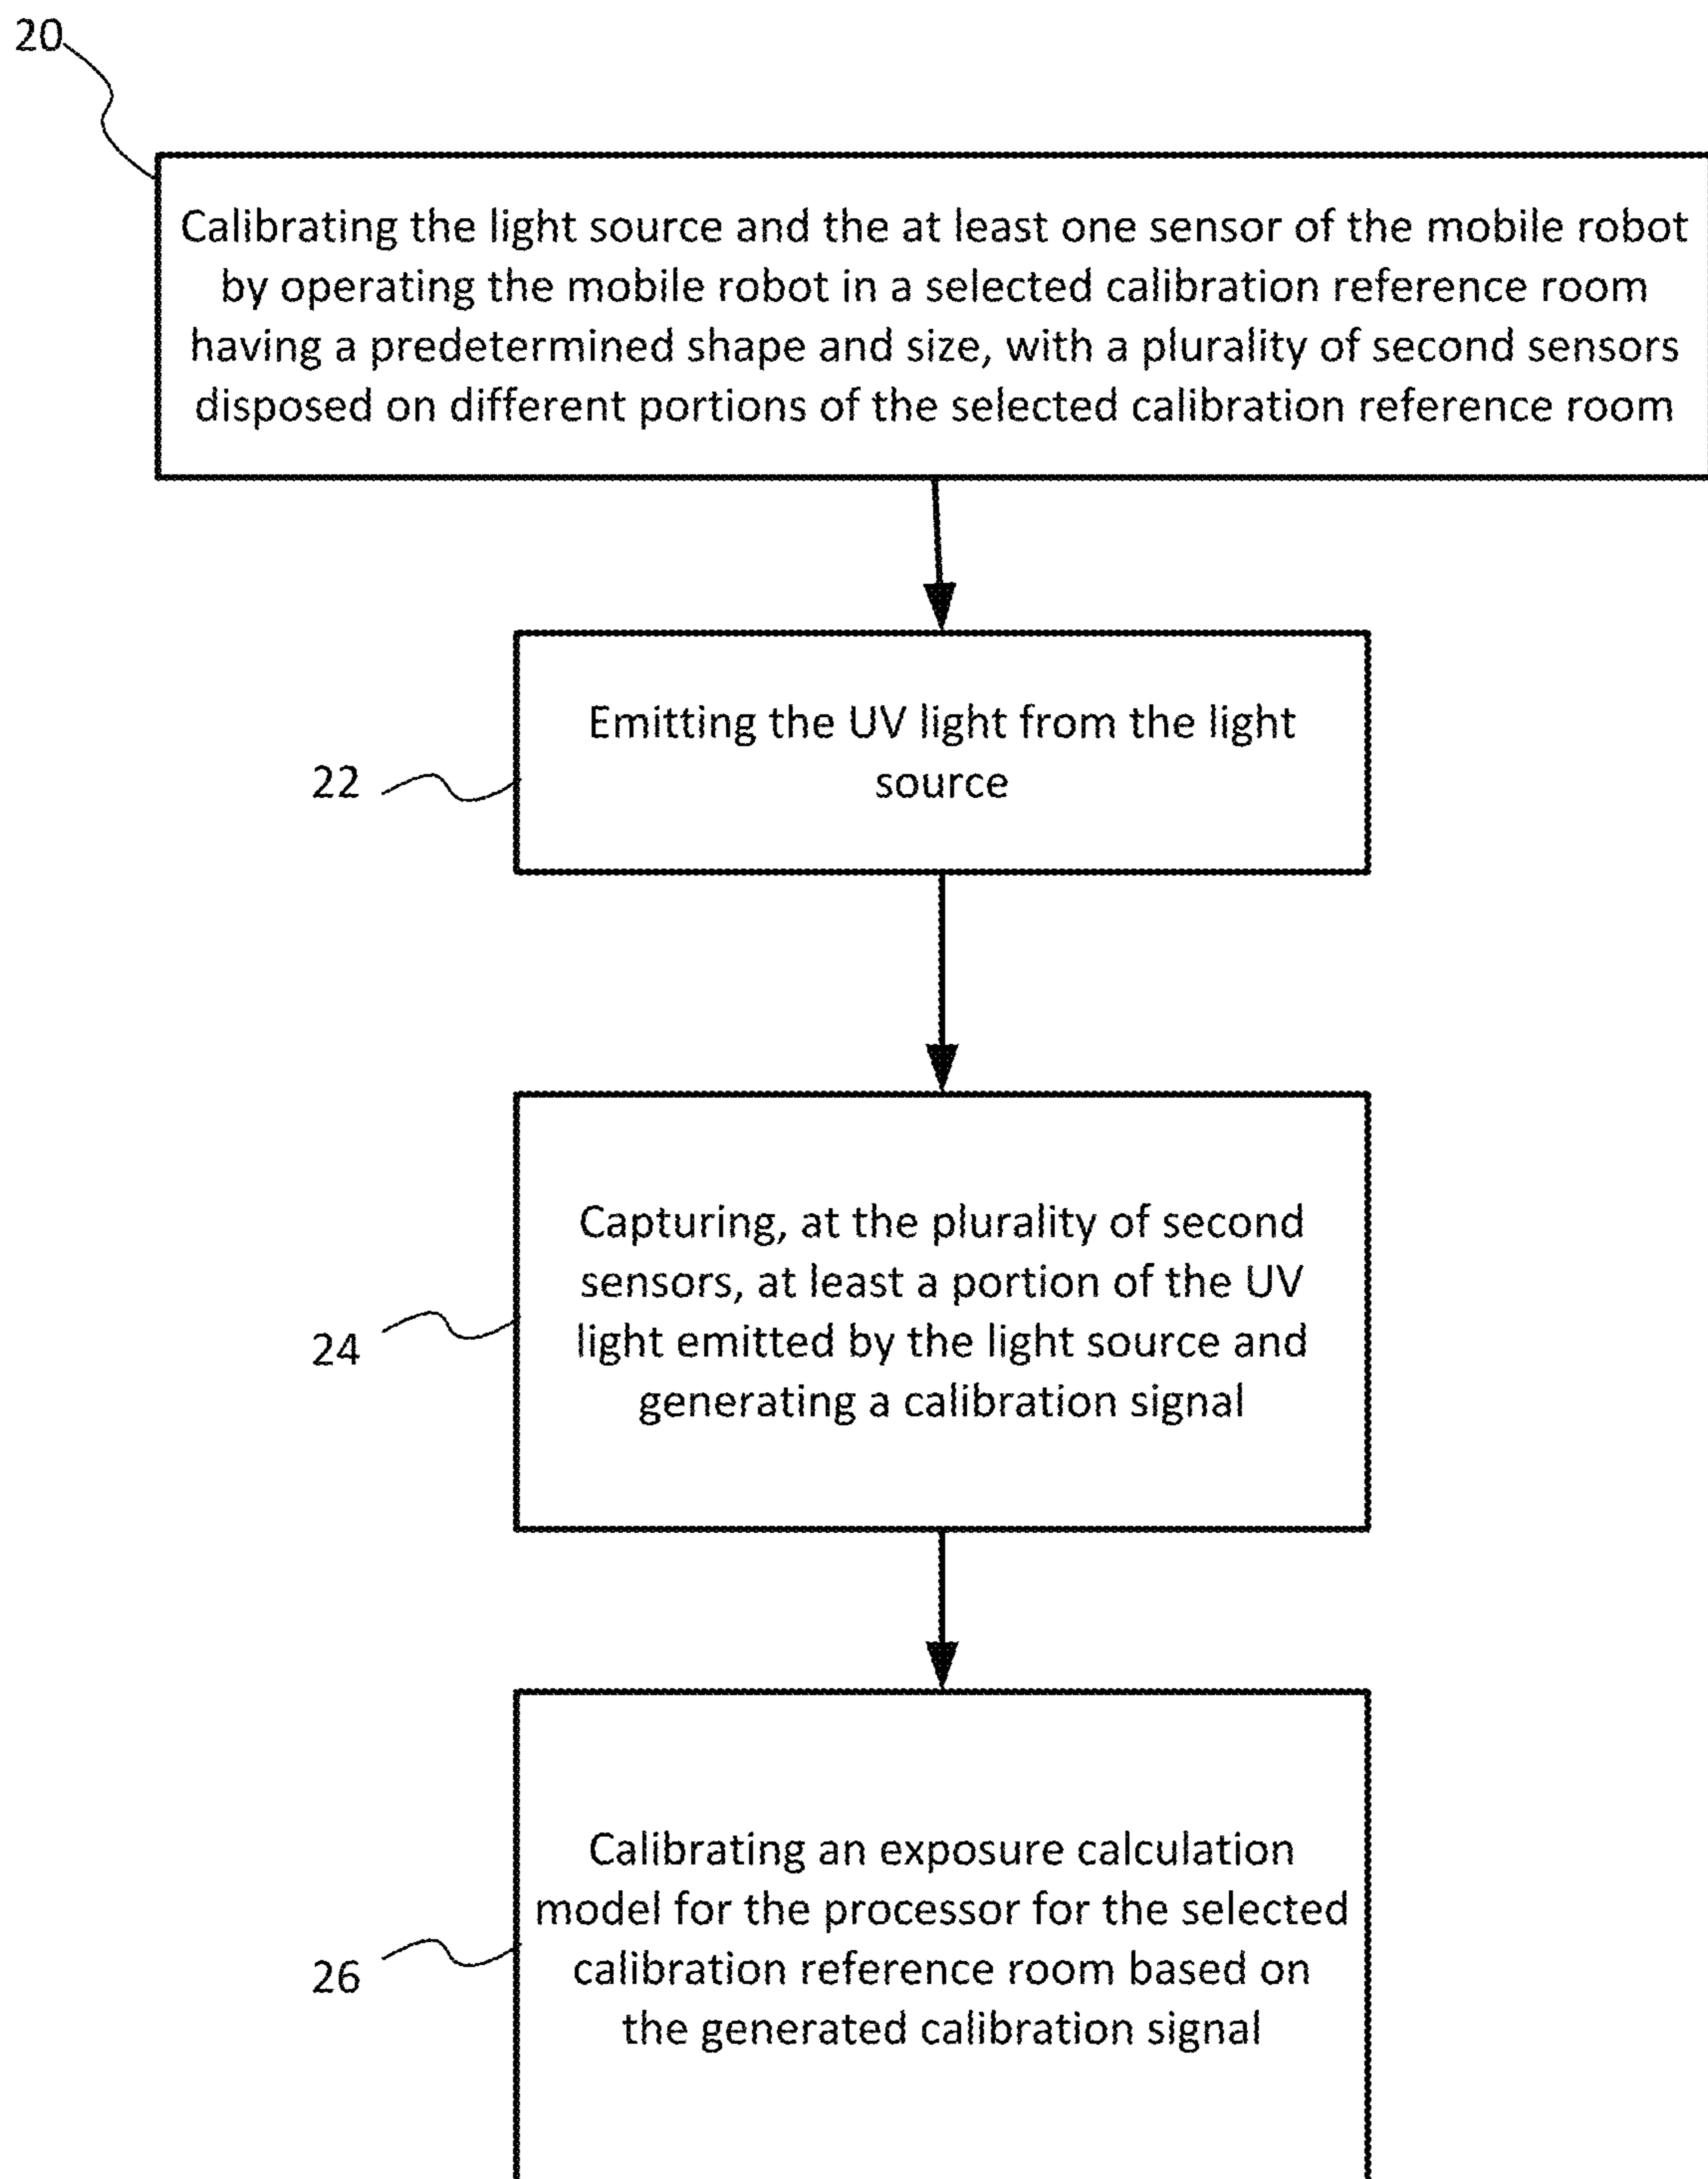 20
Calibrating the light source and the at least one sensor of the mobile robot
by operating the mobile robot in a selected calibration reference room
having a predetermined shape and size, with a plurality of second sensors
disposed on different portions of the selected calibration reference room
Emitting the UV light from the light
source
22
Capturing, at the plurality of second
sensors, at least a portion of the UV
light emitted by the light source and
generating a calibration signal
24
Calibrating an exposure calculation
model for the processor for the selected
calibration reference room based on
the generated calibration signal
26